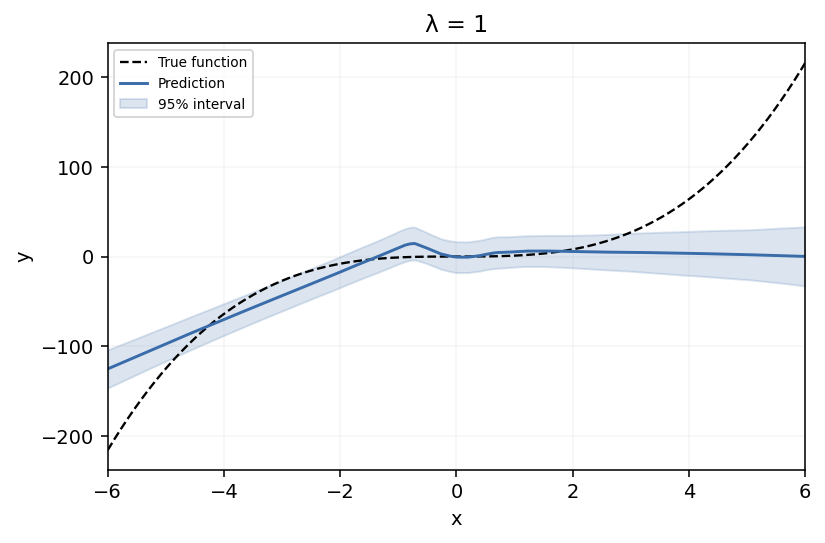 λ = 1
True function
Prediction
95% interval
200
100
0
−100
−200
y
−6
−4
−2
0
2
4
6
x